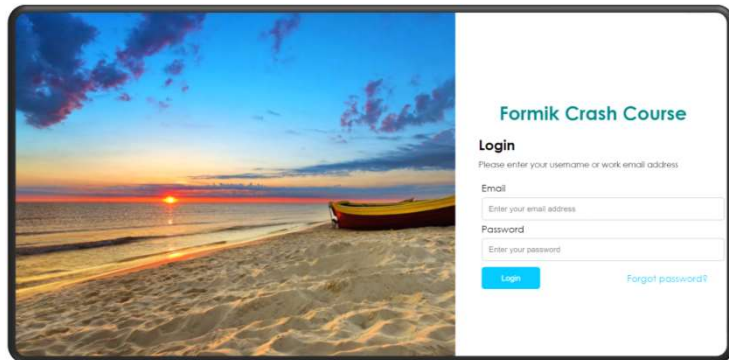 Formik Crash Course
Login
Please enter your username or work email address
Email
Enter your email address
Password
Enter your password
Login
Forgot password?